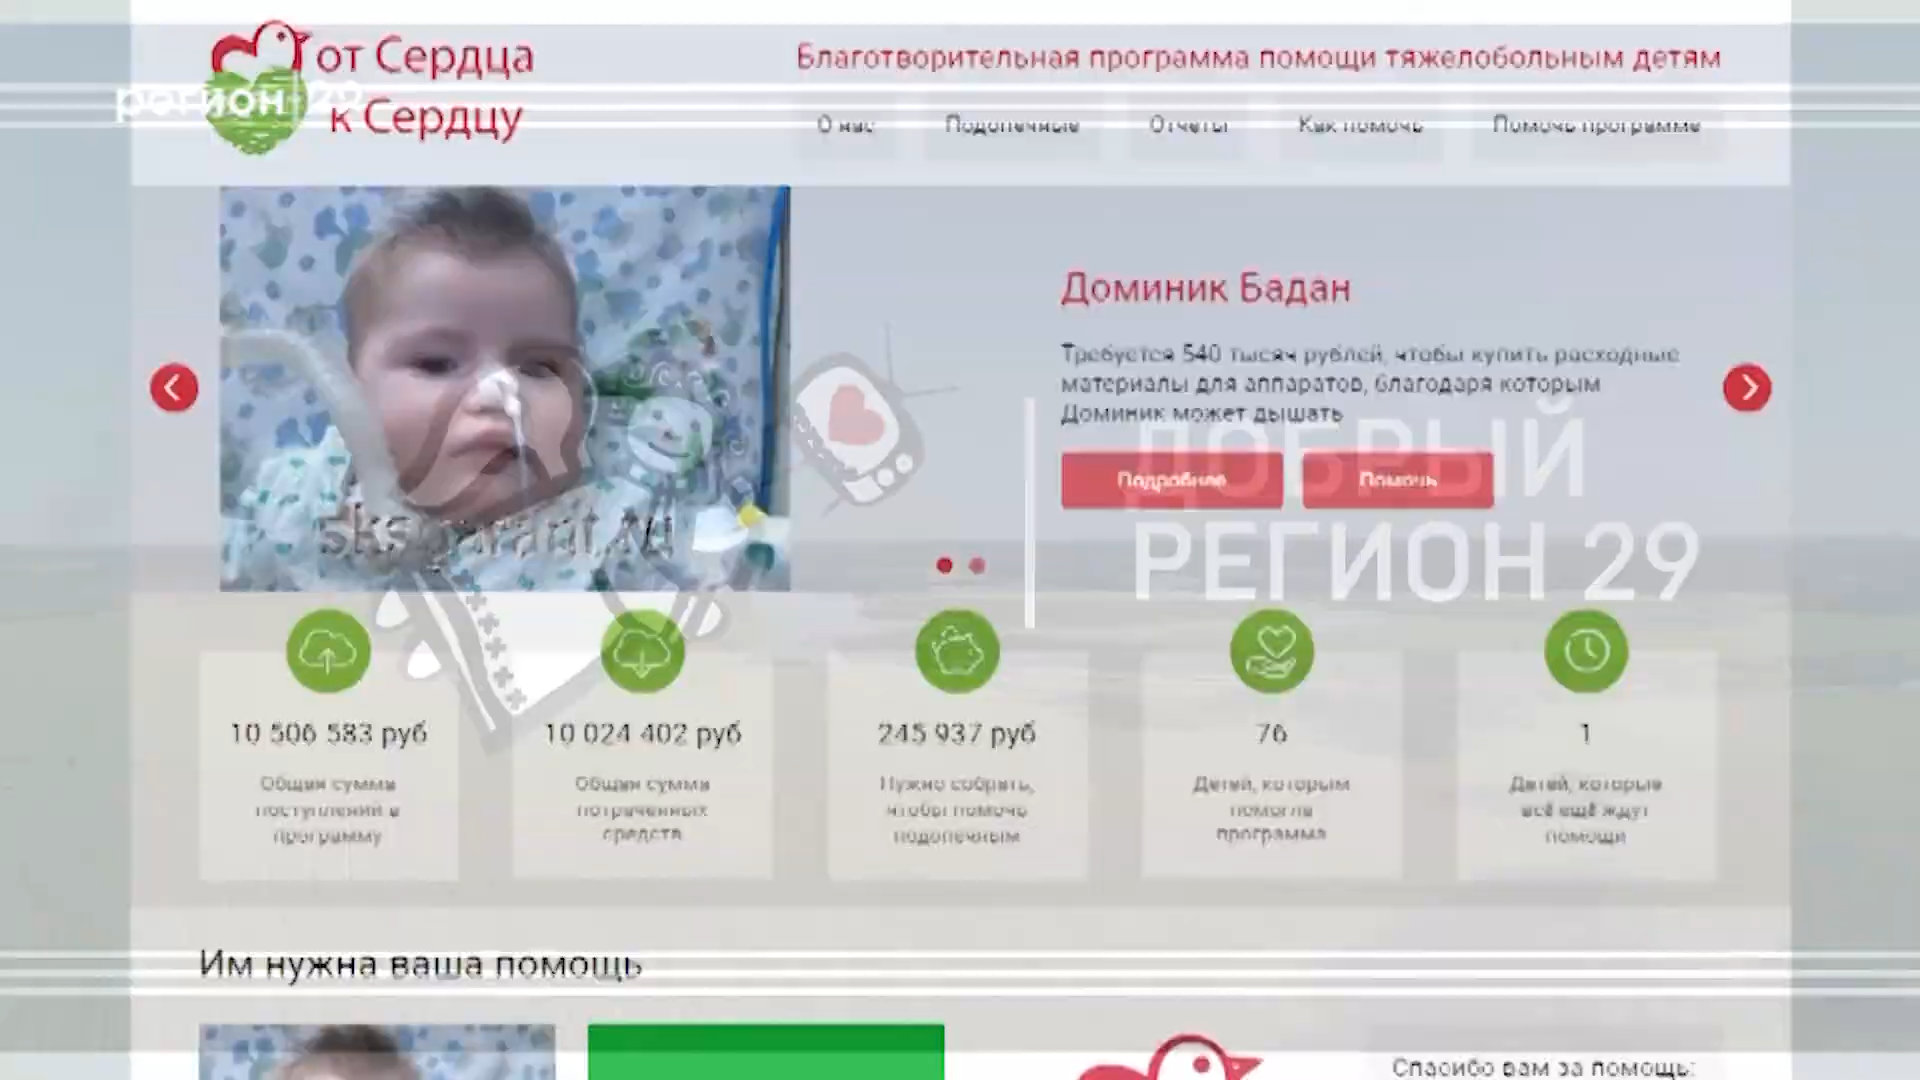 от Сердца
к Сердцу
регион 29
Благотворительная программа помощи тяжелобольным детям
О нас
Подопечные
Отчеты
Как помочь
Помочь программе
Доминик Бадан
Требуется 540 тысяч рублей, чтобы купить расходные
материалы для аппаратов, благодаря которым
Доминик может дышать
Подробнее
Помочь
ДОБРЫЙ
РЕГИОН 29
10 506 583 руб
Общая сумма
поступлений в
программу
10 024 402 руб
Общая сумма
потраченных
средств
245 937 руб
Нужно собрать,
чтобы помочь
подопечным
76
Детей, которым
помогла
программа
1
Детей, которые
всё ещё ждут
помощи
Им нужна ваша помощь
Спасибо вам за помощь: